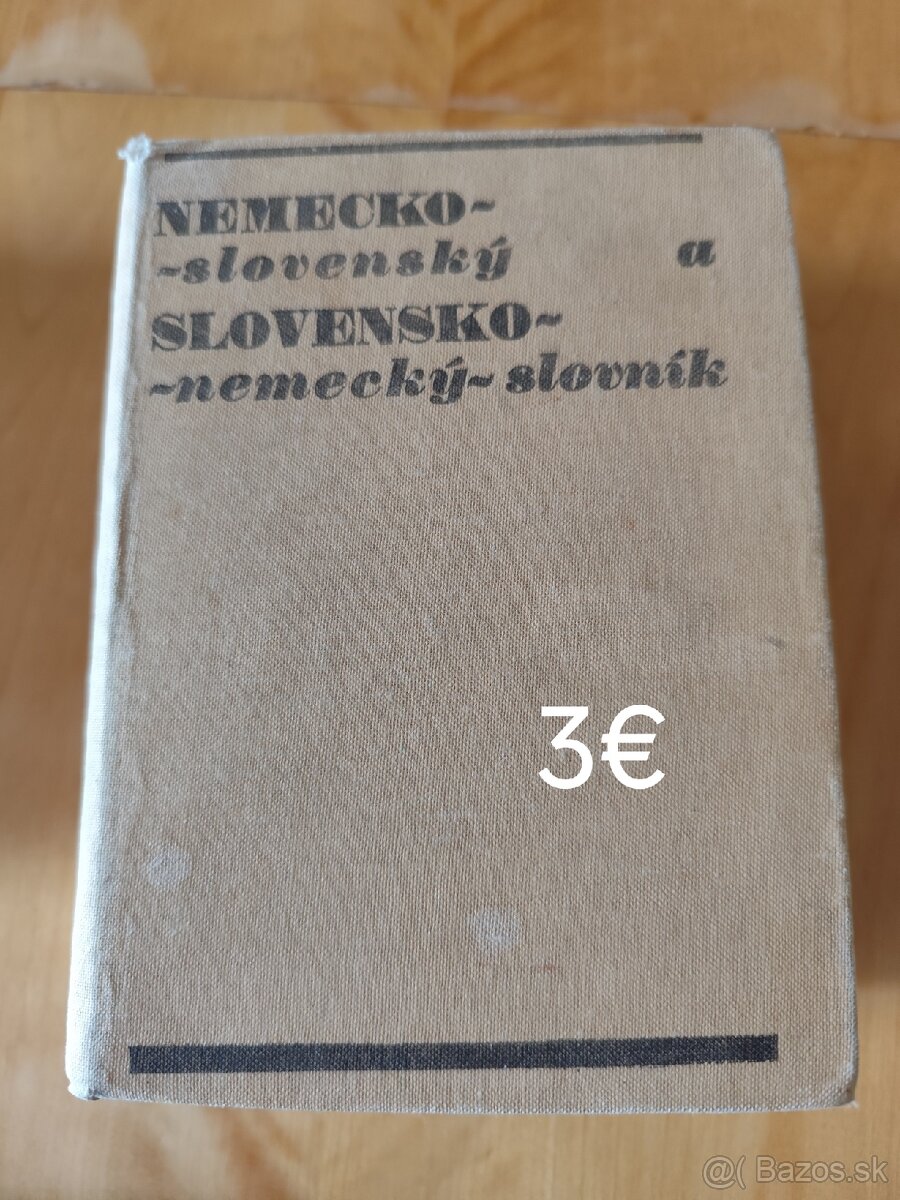 NEMECKO~
~slovenský a
SLOVENSKO~
~nemecký~slovník
3€
@( Bazos.sk